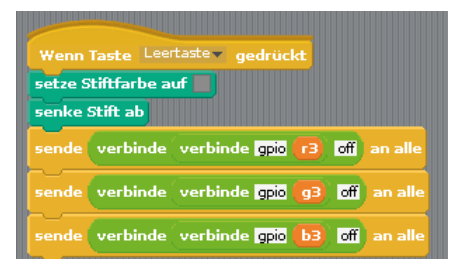 Wenn Taste Leertaste gedrückt
setze Stiftfarbe auf
senke Stift ab
sende verbinde verbinde gpio r3 off an alle
sende verbinde verbinde gpio g3 off an alle
sende verbinde verbinde gpio b3 off an alle